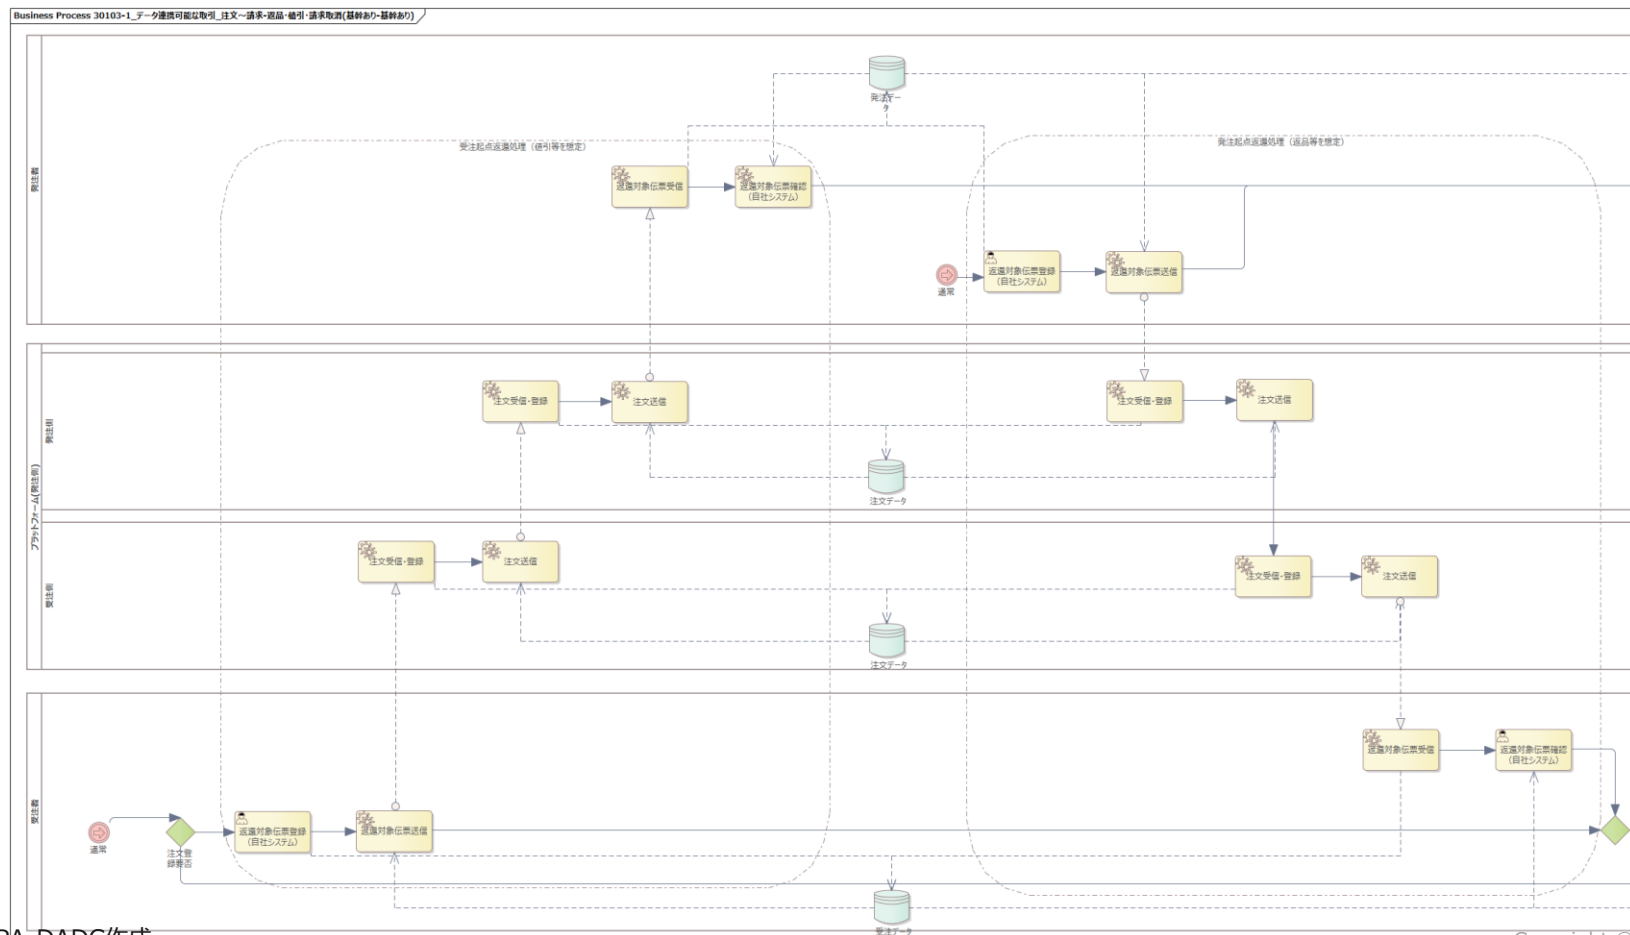 Business Process 30103-1_データ連携可能な取引_注文~請求-返品・値引・請求取消(基幹あり-基幹あり)
発注デー
タ
受注起点返還処理(値引等を想定)
発注起点返還処理(返品等を想定)
発注者
返還対象伝票受信
返還対象伝票確認
(自社システム)
通常
返還対象伝票登録
(自社システム)
返還対象伝票送信
プラットフォーム(発注側)
発注側
注文受信・登録
注文送信
注文受信・登録
注文送信
注文データ
受注側
注文受信・登録
注文送信
注文受信・登録
注文送信
注文データ
受注者
返還対象伝票受信
返還対象伝票確認
(自社システム)
通常
注文登
録要否
返還対象伝票登録
(自社システム)
返還対象伝票送信
受注データ